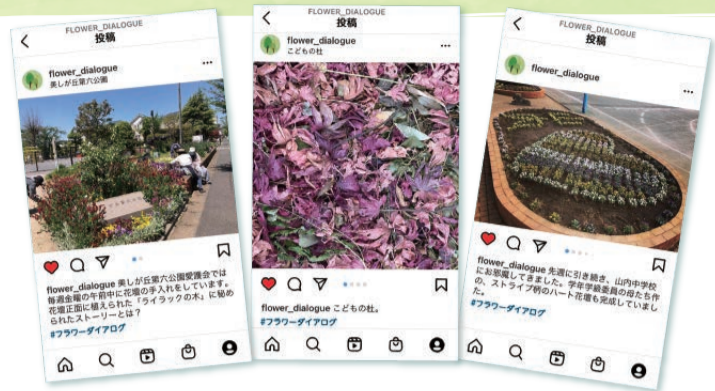 FLOWER_DIALOGUE
投稿
flower_dialogue
美しが丘第六公園
flower_dialogue 美しが丘第六公園愛護会では
毎週金曜の午前中に花壇の手入れをしています。
花壇正面に植えられた「ライラックの木」に秘め
られたストーリーとは？
#フラワーダイアログ
FLOWER_DIALOGUE
投稿
flower_dialogue
こどもの杜
flower_dialogue こどもの杜。
#フラワーダイアログ
FLOWER_DIALOGUE
投稿
flower_dialogue
flower_dialogue 先週に引き続き、山内中学校
にお邪魔してきました。学年学級委員の母たち作
の、ストライプ柄のハート花壇も完成していまし
た。
#フラワーダイアログ